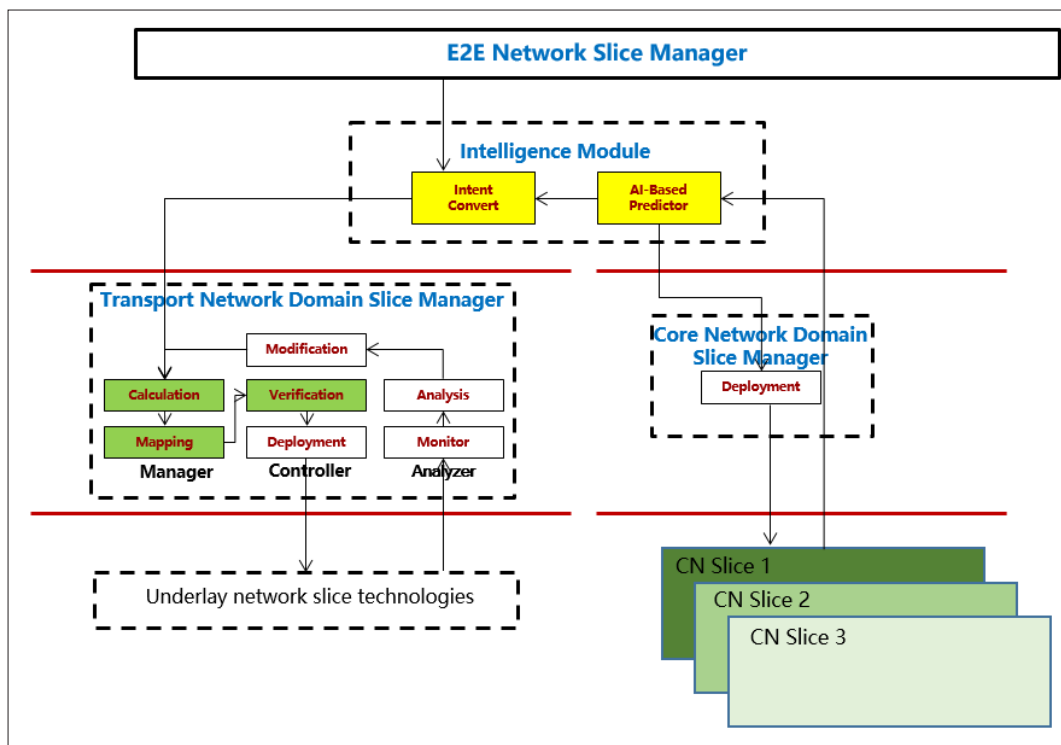 E2E Network Slice Manager
Intelligence Module
Intent
Convert
AI-Based
Predictor
Transport Network Domain Slice Manager
Modification
Calculation
Verification
Analysis
Mapping
Deployment
Monitor
Manager
Controller
Analyzer
Core Network Domain
Slice Manager
Deployment
Underlay network slice technologies
CN Slice 1
CN Slice 2
CN Slice 3